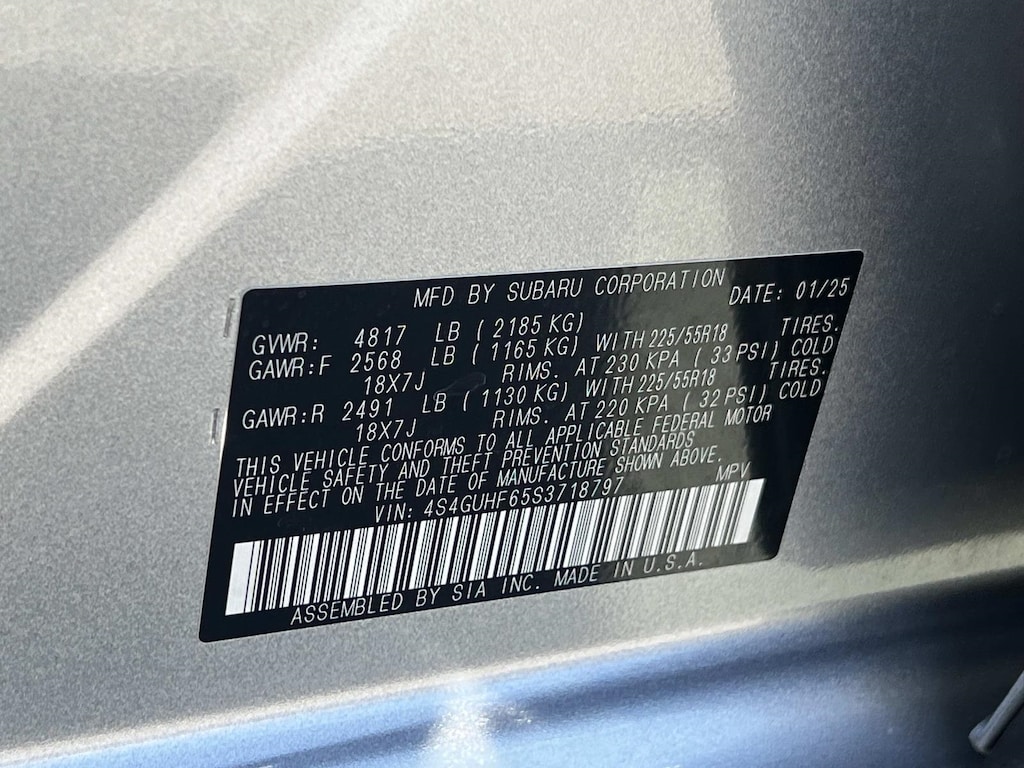 MFD BY SUBARU CORPORATION DATE: 01/25
GVWR: 4817 LB ( 2185 KG)
GAWR:F 2568 LB ( 1165 KG) WITH 225/55R18 TIRES.
18X7J RIMS. AT 230 KPA ( 33 PSI) COLD
GAWR:R 2491 LB ( 1130 KG) WITH 225/55R18 TIRES.
18X7J RIMS. AT 220 KPA ( 32 PSI) COLD
THIS VEHICLE CONFORMS TO ALL APPLICABLE FEDERAL MOTOR
VEHICLE SAFETY AND THEFT PREVENTION STANDARDS
IN EFFECT ON THE DATE OF MANUFACTURE SHOWN ABOVE.
VIN: 4S4GUHF65S3718797 MPV
ASSEMBLED BY SIA INC. MADE IN U.S.A.